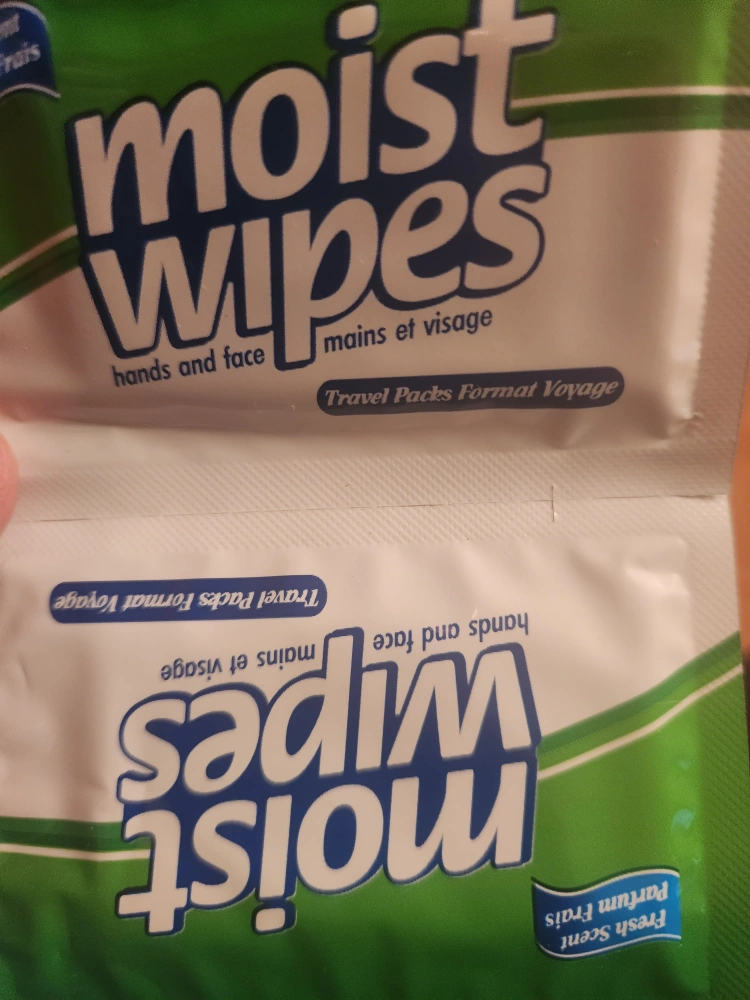 Frais
moist
wipes
hands and face mains et visage
Travel Packs Format Voyage
Travel Packs Format Voyage
hands and face mains et visage
wipes
moist
Fresh Scent
Parfum Frais